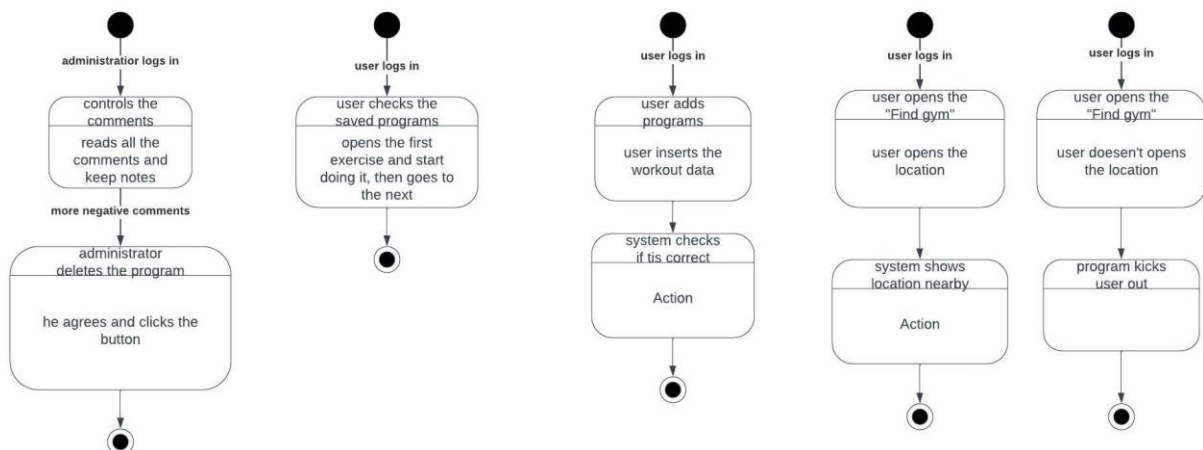 administratior logs in
controls the
comments
reads all the
comments and
keep notes
more negative comments
administrator
deletes the program
he agrees and clicks the
button
user logs in
user checks the
saved programs
opens the first
exercise and start
doing it, then goes to
the next
user logs in
user adds
programs
user inserts the
workout data
system checks
if tis correct
Action
user logs in
user opens the
"Find gym"
user opens the
location
system shows
location nearby
Action
user logs in
user opens the
"Find gym"
user doesen't opens
the location
program kicks
user out